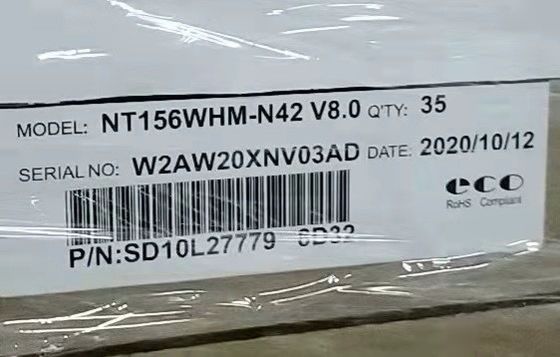 MODEL: NT156WHM-N42 V8.0 Q'TY: 35
SERIAL NO: W2AW20XNV03AD DATE: 2020/10/12
eco
RoHS Compliant
P/N:SD10L27779